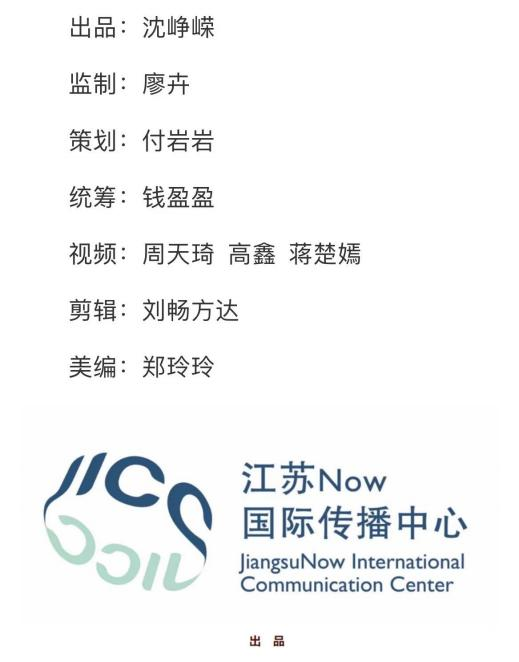 出品：沈峥嵘
监制：廖卉
策划：付岩岩
统筹：钱盈盈
视频：周天琦 高鑫 蒋楚嫣
剪辑：刘畅方达
美编：郑玲玲
JICC
江苏Now
国际传播中心
JiangsuNow International
Communication Center
出 品